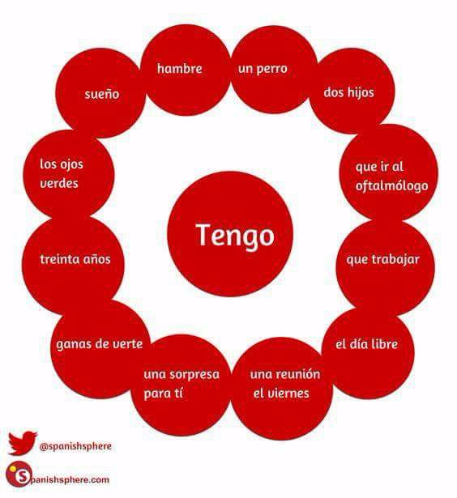 Tengo
hambre
un perro
dos hijos
que ir al
oftalmólogo
que trabajar
el día libre
una reunión
el viernes
una sorpresa
para tí
ganas de verte
treinta años
los ojos
verdes
sueño
@spanishsphere
Spanishsphere.com